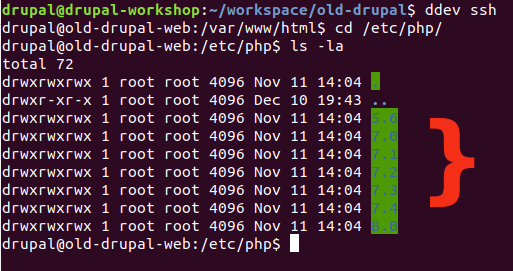 drupal@drupal-workshop:~/workspace/old-drupal$ ddev ssh
drupal@old-drupal-web:/var/www/html$ cd /etc/php/
drupal@old-drupal-web:/etc/php$ ls -la
total 72
drwxrwxrwx 1 root root 4096 Nov 11 14:04 .
drwxr-xr-x 1 root root 4096 Dec 10 19:43 ..
drwxrwxrwx 1 root root 4096 Nov 11 14:04 5.6
drwxrwxrwx 1 root root 4096 Nov 11 14:04 7.0
drwxrwxrwx 1 root root 4096 Nov 11 14:04 7.1
drwxrwxrwx 1 root root 4096 Nov 11 14:04 7.2
drwxrwxrwx 1 root root 4096 Nov 11 14:04 7.3
drwxrwxrwx 1 root root 4096 Nov 11 14:04 7.4
drwxrwxrwx 1 root root 4096 Nov 11 14:04 8.0
drupal@old-drupal-web:/etc/php$
}